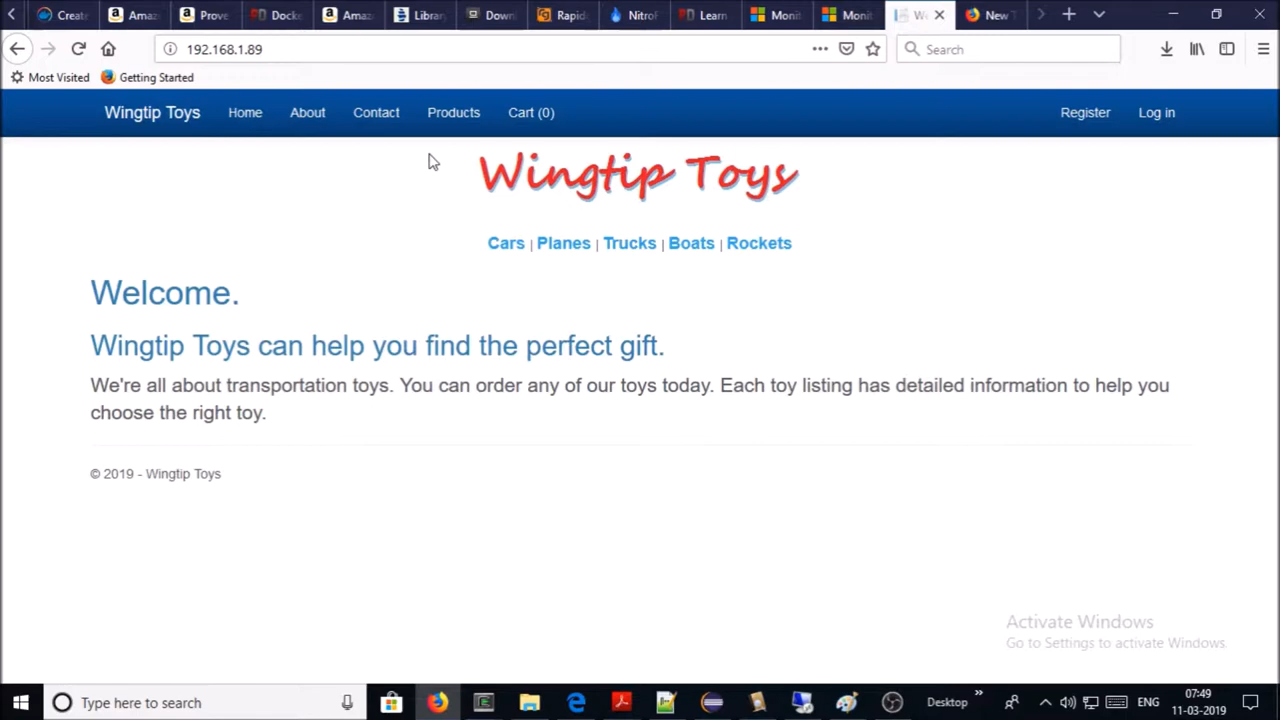 Create Amaz Prove Docke Amaz Library Down Rapid Nitro Learn Monit Monit We New T
192.168.1.89 Search
Most Visited Getting Started
Wingtip Toys Home About Contact Products Cart (0) Register Log in
Wingtip Toys
Cars | Planes | Trucks | Boats | Rockets
Welcome.
Wingtip Toys can help you find the perfect gift.
We're all about transportation toys. You can order any of our toys today. Each toy listing has detailed information to help you
choose the right toy.
© 2019 - Wingtip Toys
Activate Windows
Go to Settings to activate Windows.
Type here to search Desktop ENG 07:49
11-03-2019